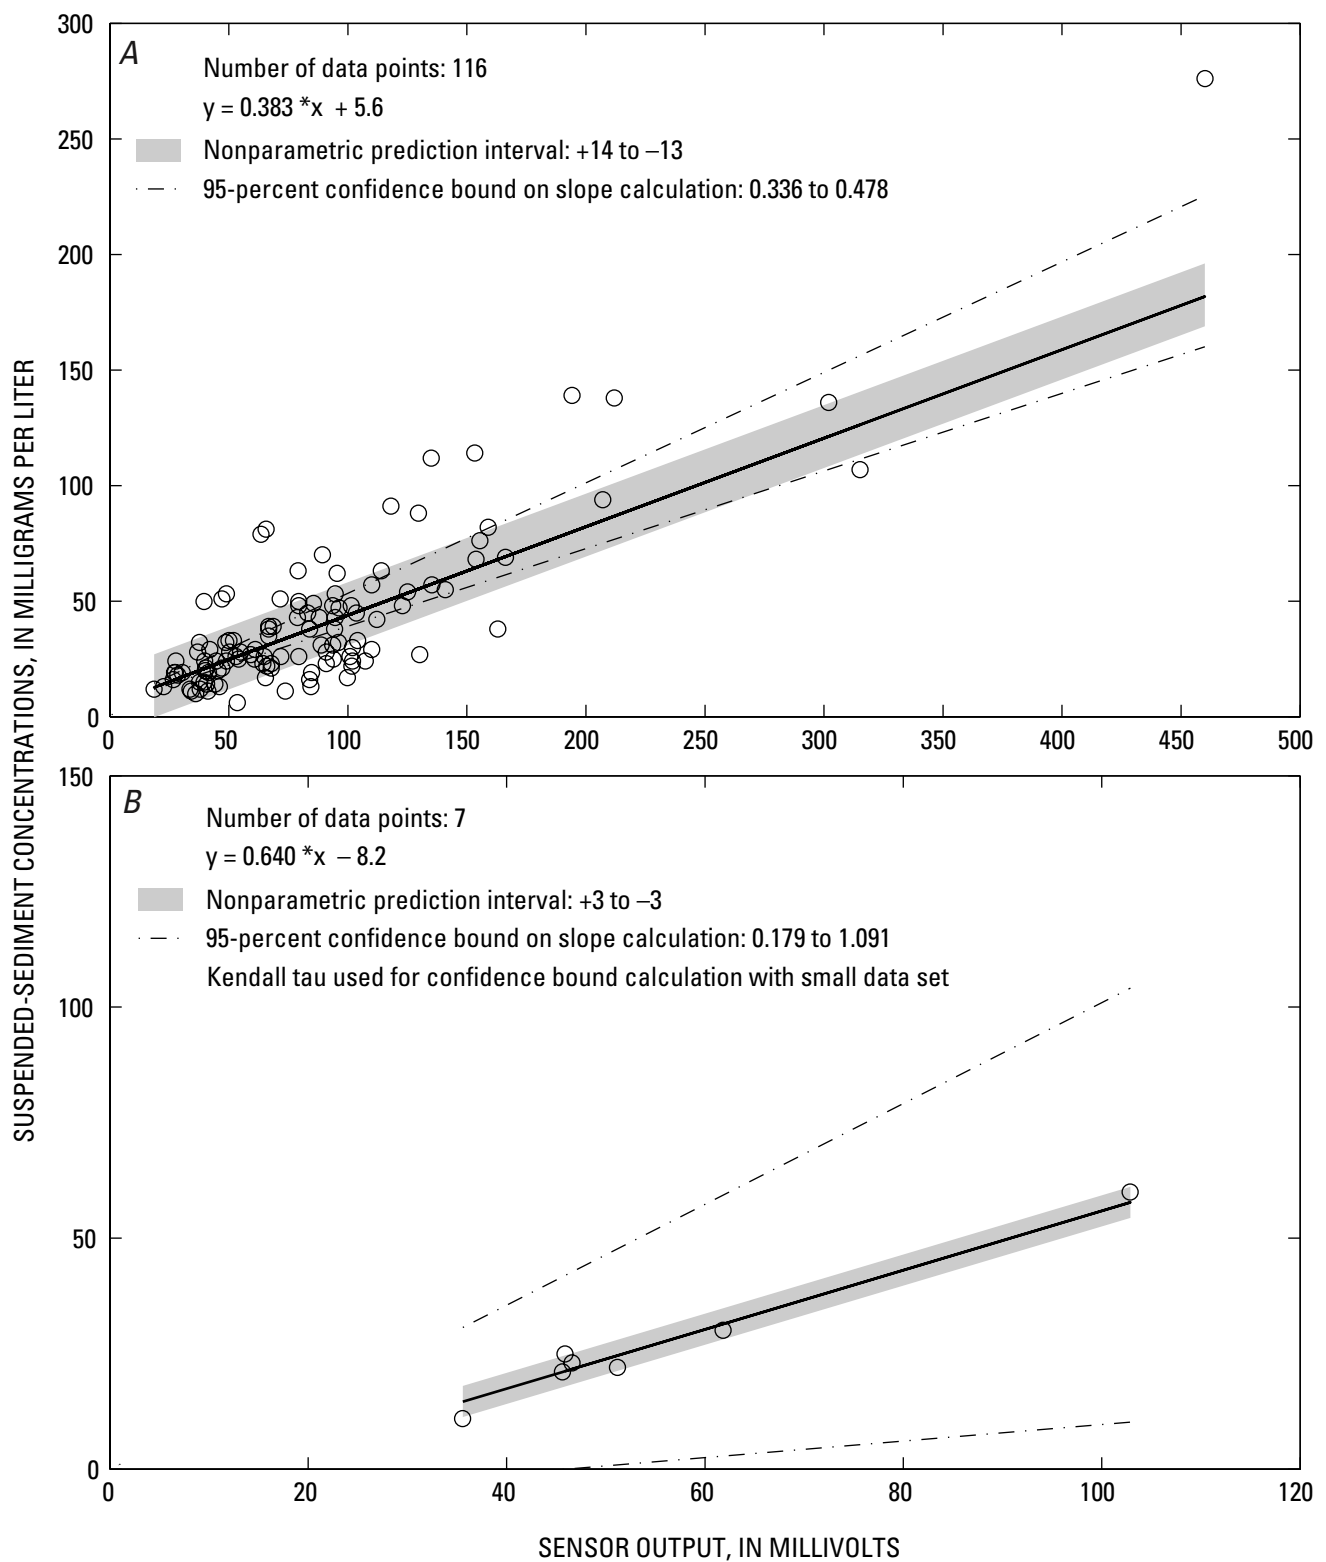 SUSPENDED-SEDIMENT CONCENTRATIONS, IN MILLIGRAMS PER LITER
A
Number of data points: 116
y = 0.383 *x + 5.6
Nonparametric prediction interval: +14 to –13
95-percent confidence bound on slope calculation: 0.336 to 0.478
300
250
200
150
100
50
0
0 50 100 150 200 250 300 350 400 450 500
B
Number of data points: 7
y = 0.640 *x – 8.2
Nonparametric prediction interval: +3 to –3
95-percent confidence bound on slope calculation: 0.179 to 1.091
Kendall tau used for confidence bound calculation with small data set
150
100
50
0
0 20 40 60 80 100 120
SENSOR OUTPUT, IN MILLIVOLTS